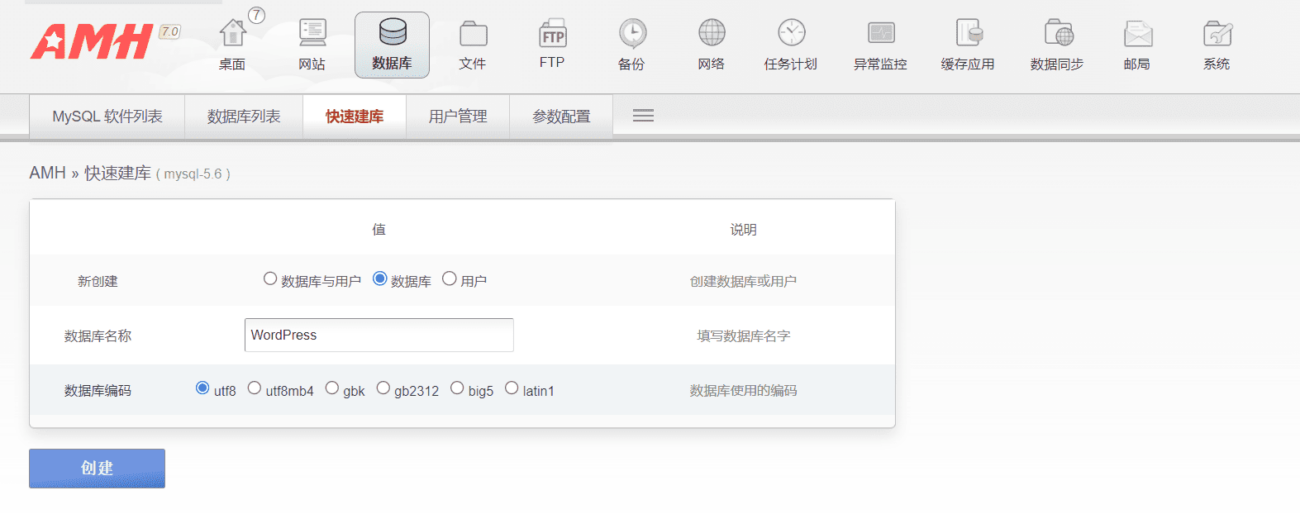 AMH 7.0
7
桌面 网站 数据库 文件 FTP 备份 网络 任务计划 异常监控 缓存应用 数据同步 邮局 系统
FTP
MySQL 软件列表 数据库列表 快速建库 用户管理 参数配置
AMH » 快速建库 ( mysql-5.6 )
值 说明
新创建 数据库与用户 数据库 用户 创建数据库或用户
数据库名称 WordPress 填写数据库名字
数据库编码 utf8 utf8mb4 gbk gb2312 big5 latin1 数据库使用的编码
创建